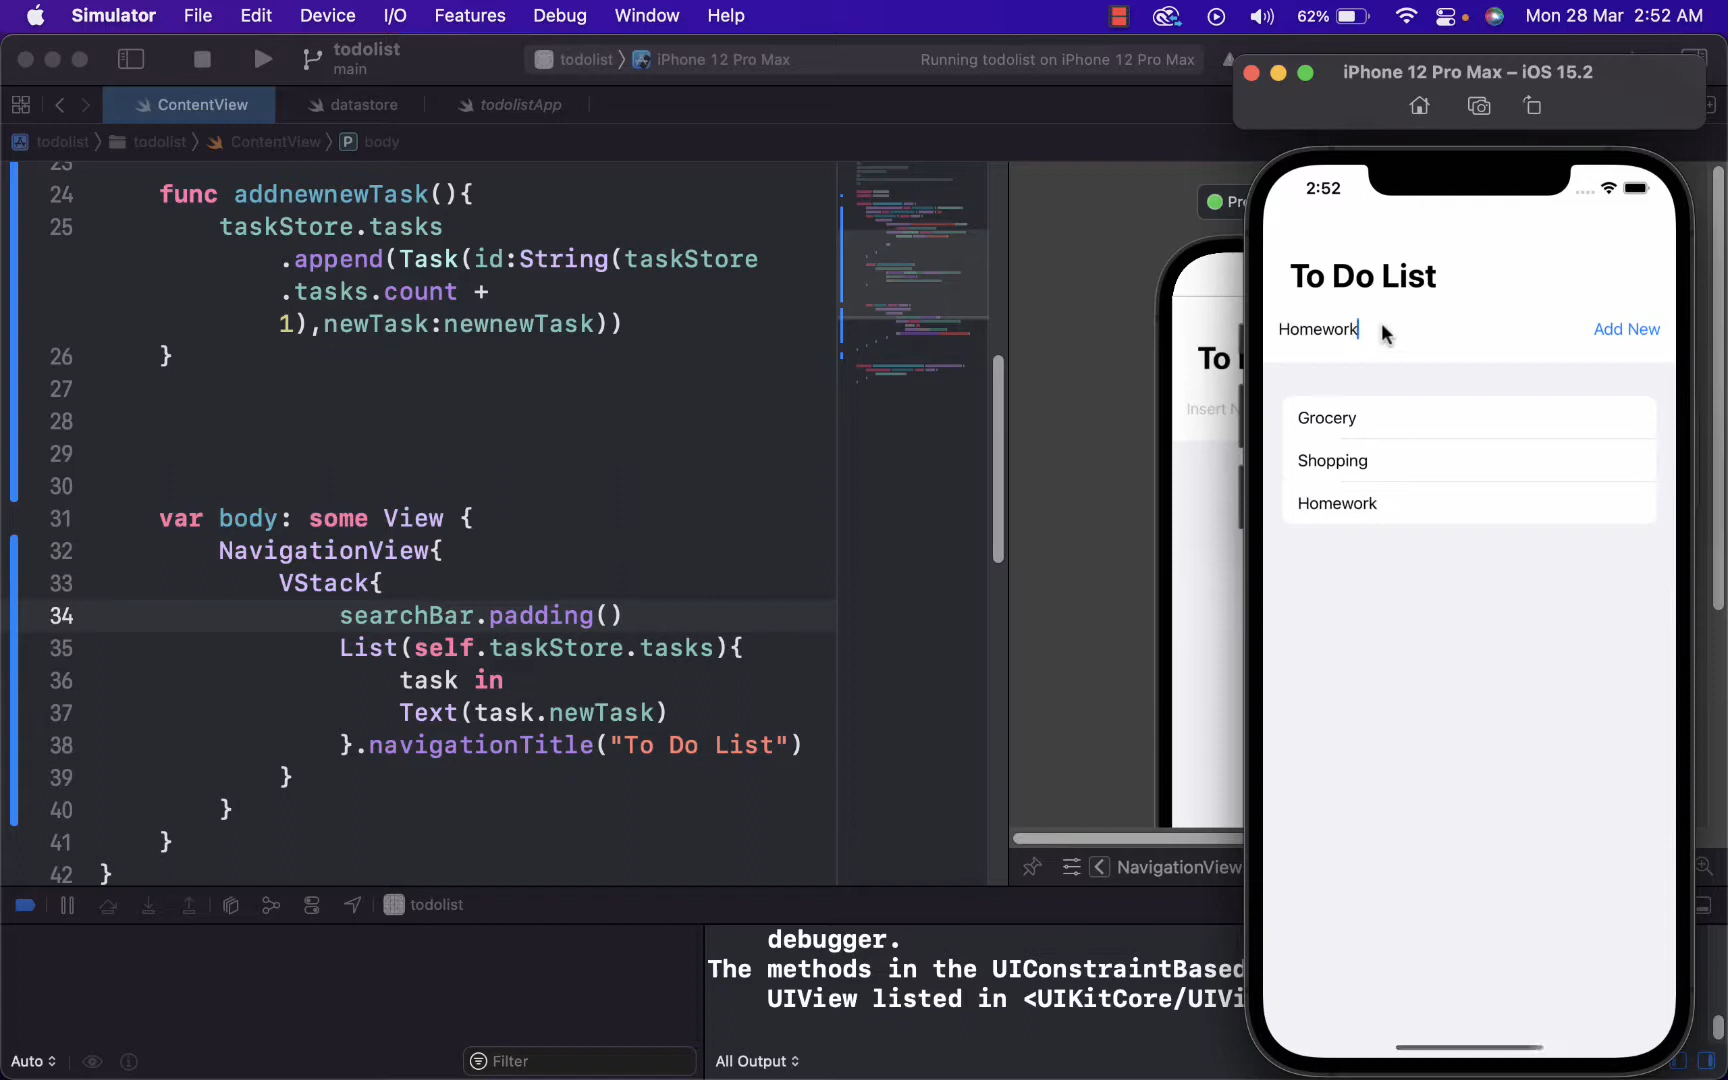 Simulator File Edit Device I/O Features Debug Window Help 62% Mon 28 Mar 2:52 AM
todolist
main
todolist iPhone 12 Pro Max Running todolist on iPhone 12 Pro Max
iPhone 12 Pro Max – iOS 15.2
ContentView datastore todolistApp
todolist todolist ContentView P body
23
24 func addnewnewTask(){
25 taskStore.tasks
.append(Task(id:String(taskStore
.tasks.count +
1),newTask:newnewTask))
26 }
27
28
29
30
31 var body: some View {
32 NavigationView{
33 VStack{
34 searchBar.padding()
35 List(self.taskStore.tasks){
36 task in
37 Text(task.newTask)
38 }.navigationTitle("To Do List")
39 }
40 }
41 }
42 }
To
Insert
NavigationView
2:52
To Do List
Homework Add New
Grocery
Shopping
Homework
todolist
debugger.
The methods in the UIConstraintBased
UIView listed in <UIKitCore/UIVi
Auto Filter All Output